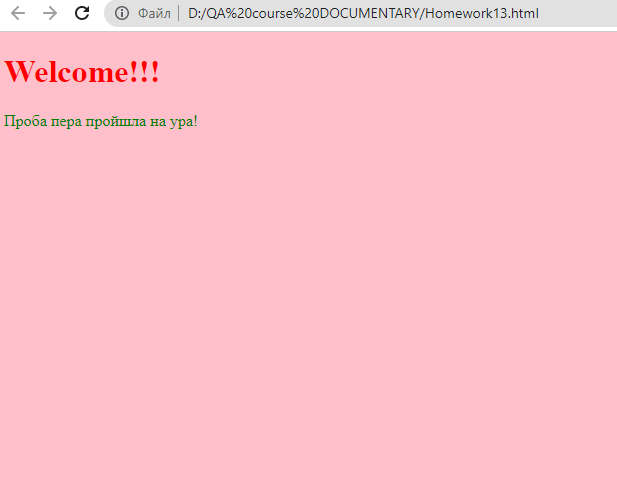 Файл D:/QA%20course%20DOCUMENTARY/Homework13.html
Welcome!!!
Проба пера пройшла на ура!